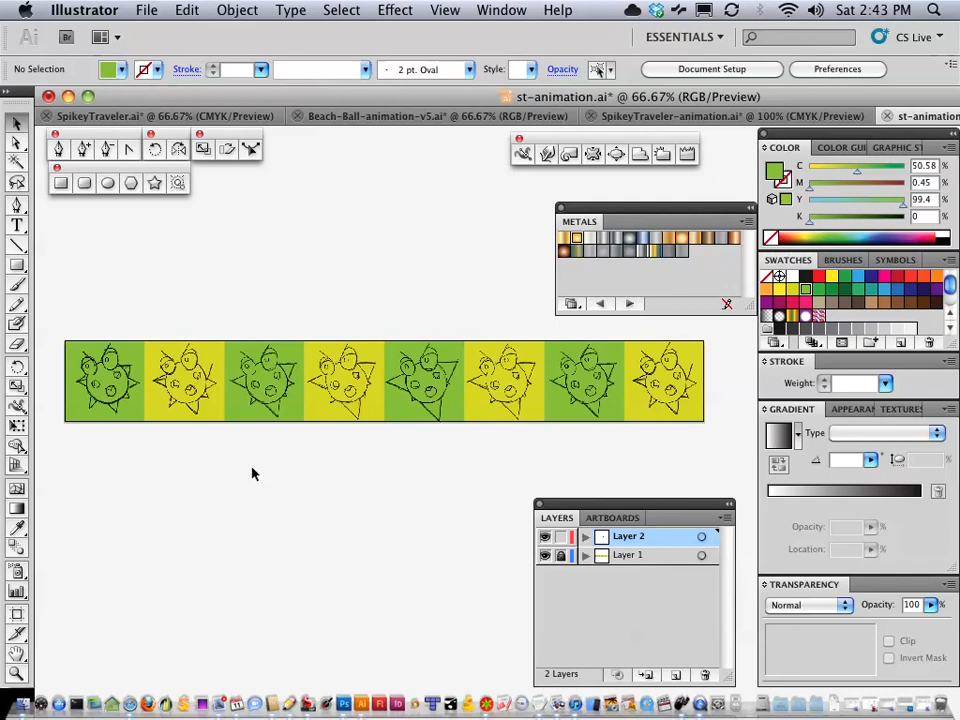 Illustrator File Edit Object Type Select Effect View Window Help Sat 2:43 PM
Ai Br ESSENTIALS CS Live
No Selection Stroke: 2 pt. Oval Style: Opacity Document Setup Preferences
st-animation.ai* @ 66.67% (RGB/Preview)
SpikeyTraveler.ai* @ 66.67% (CMYK/Preview) Beach-Ball-animation-v5.ai* @ 66.67% (RGB/Preview) SpikeyTraveler-animation.ai* @ 100% (CMYK/Preview) st-animation
COLOR COLOR GUI GRAPHIC ST
C 50.58 %
M 0.45 %
Y 99.4 %
K 0 %
METALS
SWATCHES BRUSHES SYMBOLS
STROKE
Weight:
GRADIENT APPEARAN TEXTURES
Type
°
%
Opacity: %
Location: %
LAYERS ARTBOARDS
Layer 2
Layer 1
2 Layers
TRANSPARENCY
Normal Opacity: 100 %
Clip
Invert Mask